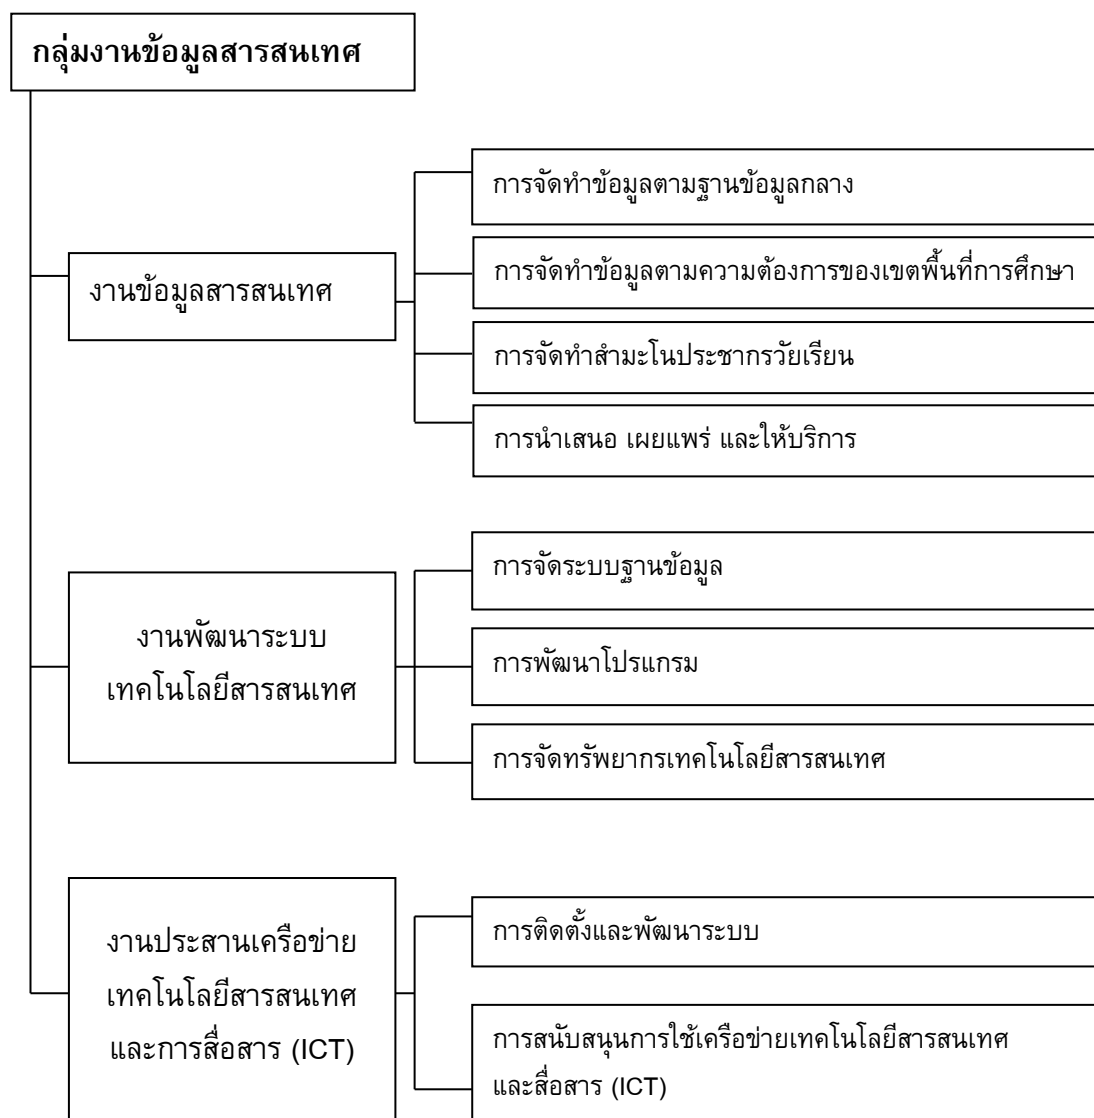 กลุ่มงานข้อมูลสารสนเทศ
งานข้อมูลสารสนเทศ
การจัดทำข้อมูลตามฐานข้อมูลกลาง
การจัดทำข้อมูลตามความต้องการของเขตพื้นที่การศึกษา
การจัดทำสำมะโนประชากรวัยเรียน
การนำเสนอ เผยแพร่ และให้บริการ
งานพัฒนาระบบ
เทคโนโลยีสารสนเทศ
การจัดระบบฐานข้อมูล
การพัฒนาโปรแกรม
การจัดทรัพยากรเทคโนโลยีสารสนเทศ
งานประสานเครือข่าย
เทคโนโลยีสารสนเทศ
และการสื่อสาร (ICT)
การติดตั้งและพัฒนาระบบ
การสนับสนุนการใช้เครือข่ายเทคโนโลยีสารสนเทศ
และสื่อสาร (ICT)